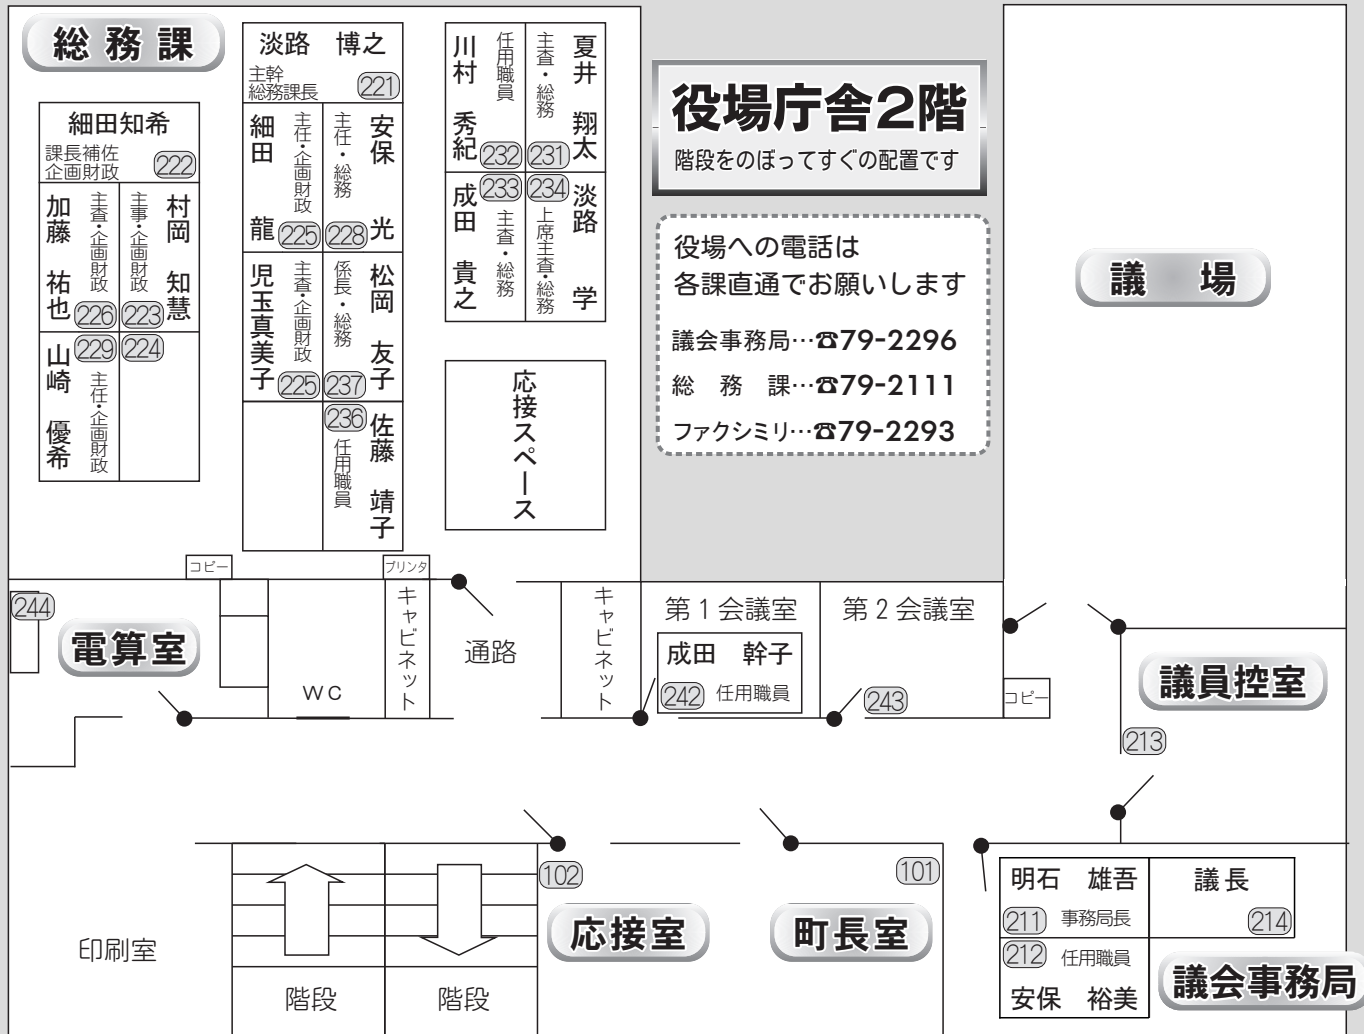 総務課
細田知希
課長補佐
企画財政
222
加藤 祐也
主査・企画財政
226
村岡 知慧
主事・企画財政
223
山崎 優希
229
主任・企画財政
224
淡路 博之
主幹
総務課長
221
細田 龍
主任・企画財政
225
安保 光
主任・総務
228
児玉真美子
主査・企画財政
225
松岡 友子
係長・総務
237
236
佐藤 靖子
任用職員
川村 秀紀
任用職員
232
夏井 翔太
主査・総務
231
成田 貴之
233
主査・総務
淡路 学
234
上席主査・総務
応接スペース
役場庁舎2階
階段をのぼってすぐの配置です
役場への電話は
各課直通でお願いします
議会事務局…☎79-2296
総 務 課…☎79-2111
ファクシミリ…☎79-2293
議 場
コピー
プリンタ
244
電算室
WC
キャビネット
通路
キャビネット
第1会議室
成田 幹子
242 任用職員
第2会議室
243
コピー
議員控室
213
印刷室
階段
階段
102
応接室
101
町長室
明石 雄吾
211 事務局長
212 任用職員
安保 裕美
議長
214
議会事務局